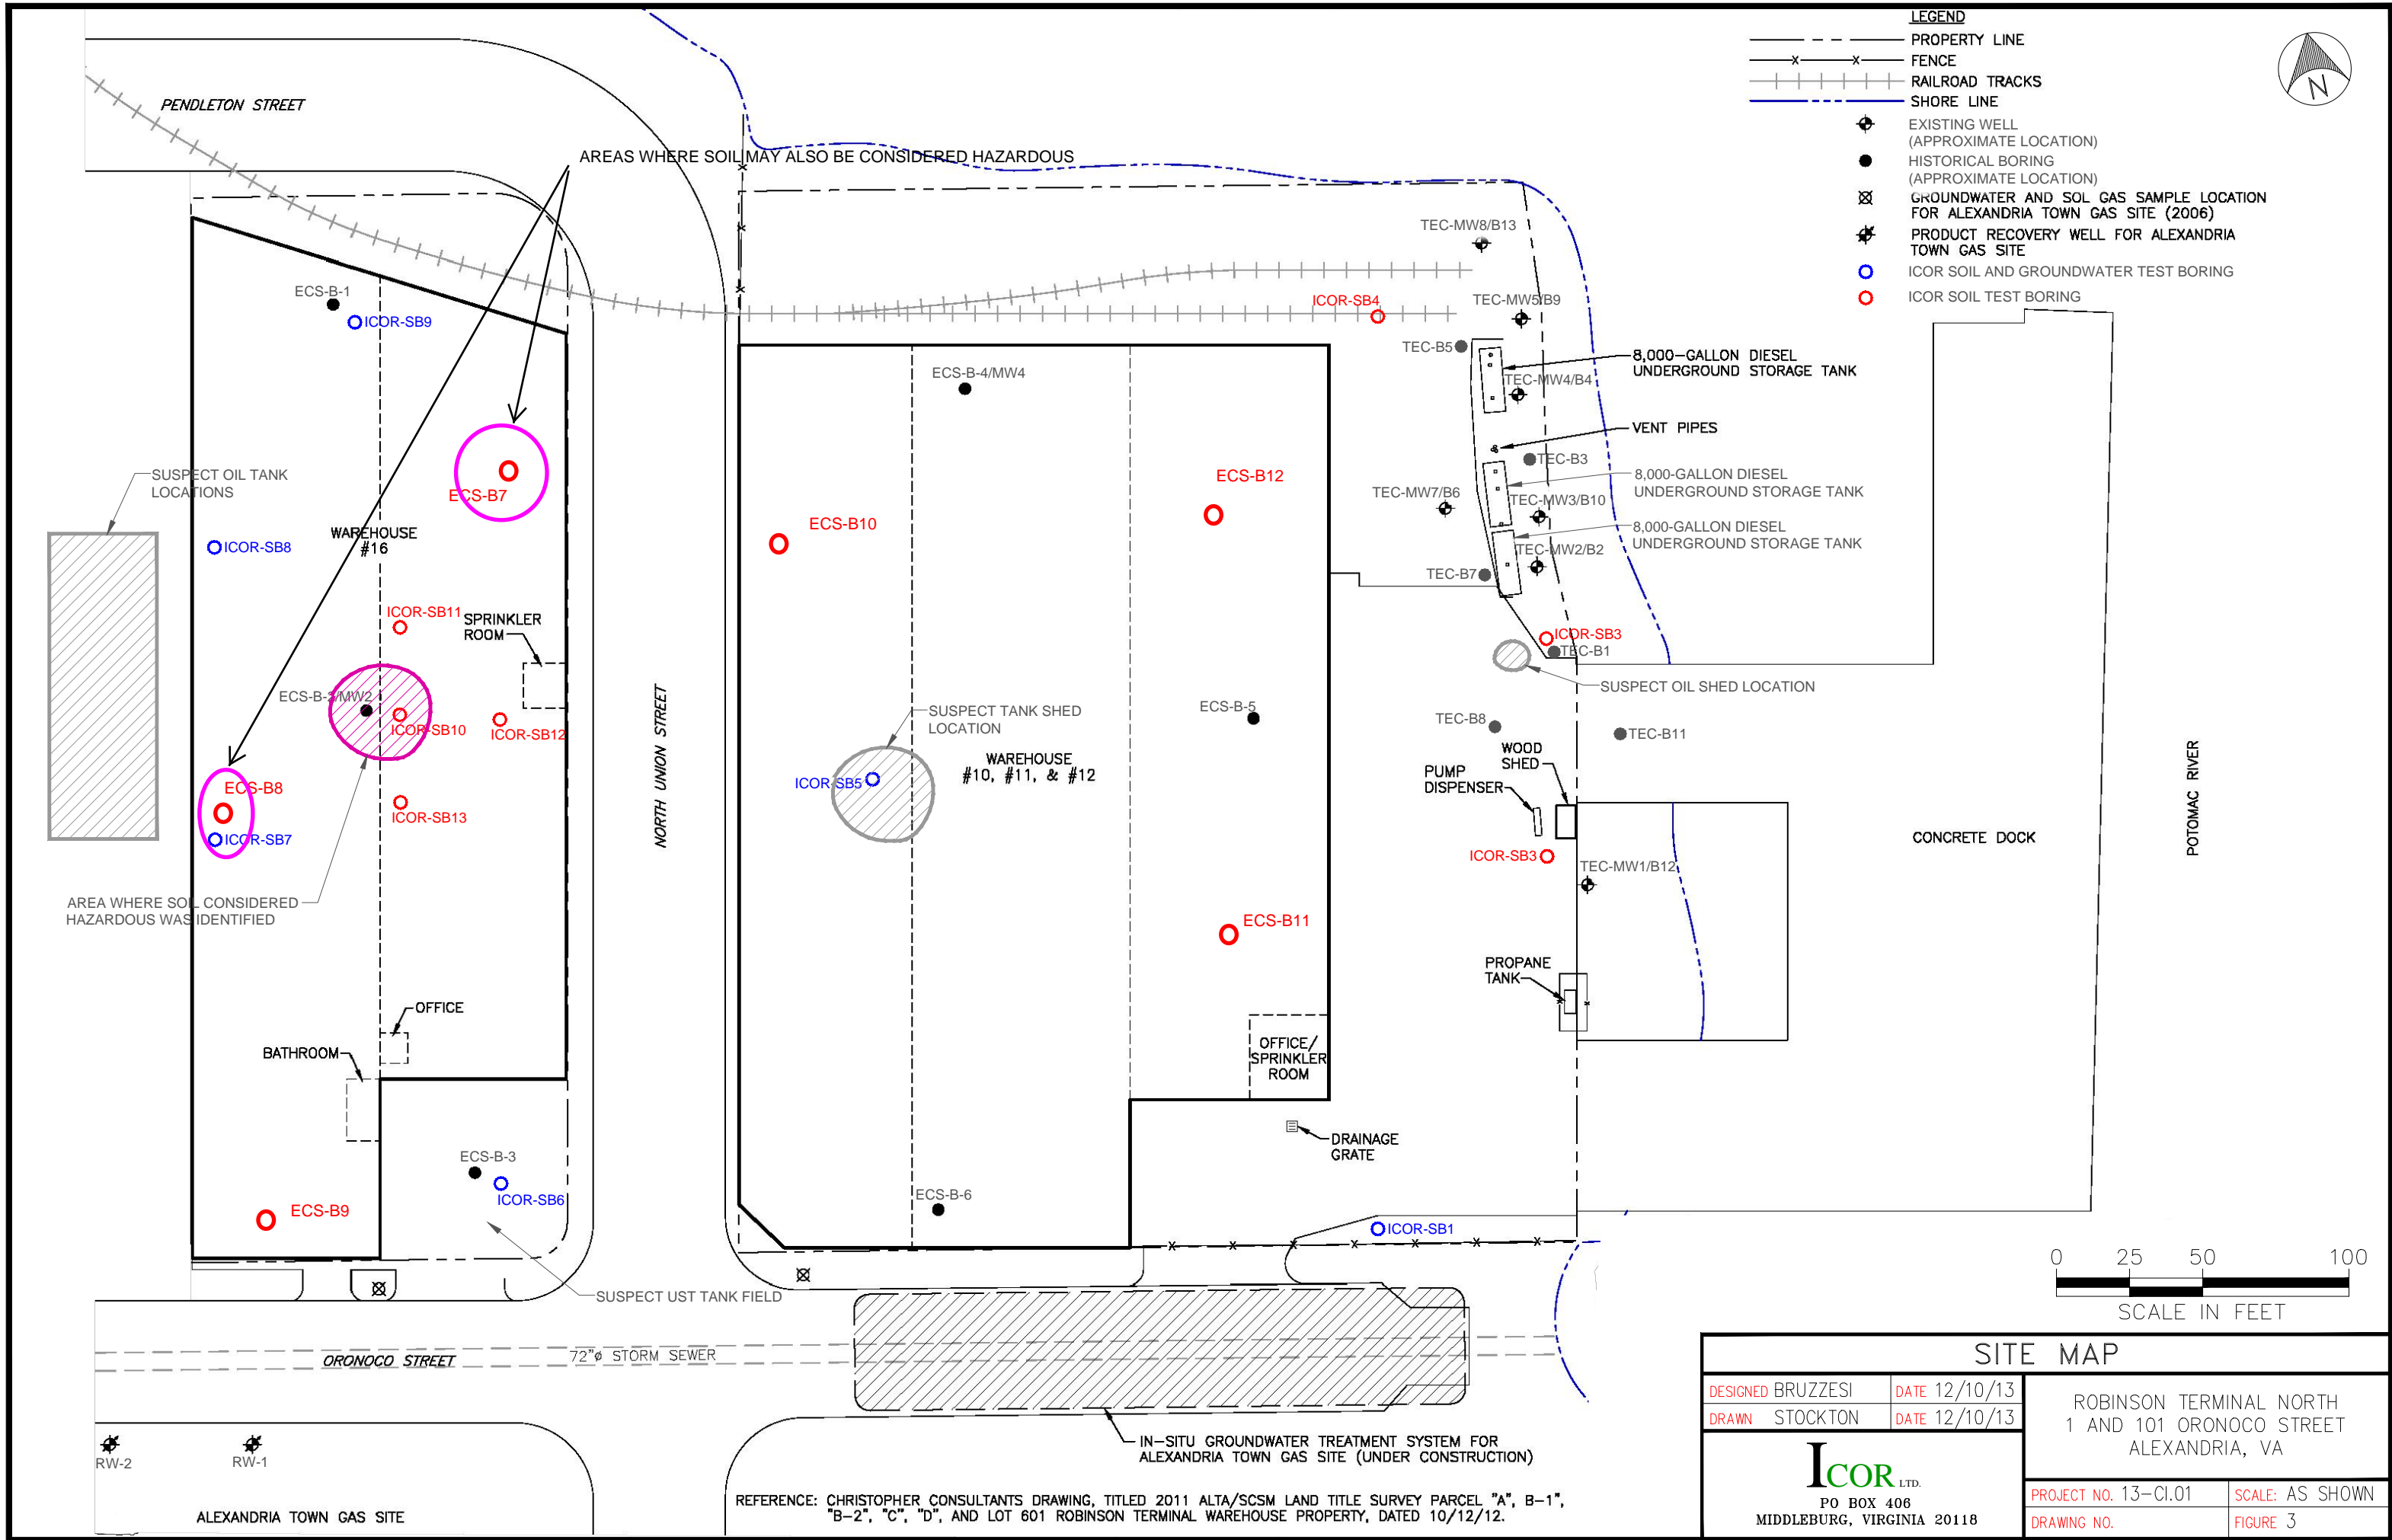 LEGEND
PROPERTY LINE
FENCE
RAILROAD TRACKS
SHORE LINE
EXISTING WELL
(APPROXIMATE LOCATION)
HISTORICAL BORING
(APPROXIMATE LOCATION)
GROUNDWATER AND SOL GAS SAMPLE LOCATION
FOR ALEXANDRIA TOWN GAS SITE (2006)
PRODUCT RECOVERY WELL FOR ALEXANDRIA
TOWN GAS SITE
ICOR SOIL AND GROUNDWATER TEST BORING
ICOR SOIL TEST BORING
N
PENDLETON STREET
AREAS WHERE SOIL MAY ALSO BE CONSIDERED HAZARDOUS
ECS-B-1
ICOR-SB9
SUSPECT OIL TANK
LOCATIONS
ECS-B7
WAREHOUSE
#16
ICOR-SB8
ICOR-SB11
SPRINKLER
ROOM
ECS-B-2/MW2
ICOR-SB10
ICOR-SB12
ECS-B8
ICOR-SB7
ICOR-SB13
AREA WHERE SOIL CONSIDERED
HAZARDOUS WAS IDENTIFIED
OFFICE
BATHROOM
ECS-B-3
ICOR-SB6
ECS-B9
SUSPECT UST TANK FIELD
NORTH UNION STREET
ECS-B-4/MW4
ECS-B10
ECS-B12
SUSPECT TANK SHED
LOCATION
ECS-B-5
WAREHOUSE
#10, #11, & #12
ICOR-SB5
ECS-B11
OFFICE/
SPRINKLER
ROOM
ECS-B-6
DRAINAGE
GRATE
ICOR-SB1
TEC-MW8/B13
ICOR-SB4
TEC-MW5/B9
TEC-B5
8,000-GALLON DIESEL
UNDERGROUND STORAGE TANK
TEC-MW4/B4
VENT PIPES
TEC-B3
8,000-GALLON DIESEL
UNDERGROUND STORAGE TANK
TEC-MW7/B6
TEC-MW3/B10
8,000-GALLON DIESEL
UNDERGROUND STORAGE TANK
TEC-MW2/B2
TEC-B7
ICOR-SB3
TEC-B1
SUSPECT OIL SHED LOCATION
TEC-B8
TEC-B11
WOOD
SHED
PUMP
DISPENSER
ICOR-SB3
TEC-MW1/B12
CONCRETE DOCK
POTOMAC RIVER
PROPANE
TANK
ORONOCO STREET
72"ø STORM SEWER
RW-2
RW-1
ALEXANDRIA TOWN GAS SITE
IN-SITU GROUNDWATER TREATMENT SYSTEM FOR
ALEXANDRIA TOWN GAS SITE (UNDER CONSTRUCTION)
REFERENCE: CHRISTOPHER CONSULTANTS DRAWING, TITLED 2011 ALTA/SCSM LAND TITLE SURVEY PARCEL "A", B-1",
"B-2", "C", "D", AND LOT 601 ROBINSON TERMINAL WAREHOUSE PROPERTY, DATED 10/12/12.
0 25 50 100
SCALE IN FEET
SITE MAP
DESIGNED BRUZZESI DATE 12/10/13
DRAWN STOCKTON DATE 12/10/13
ROBINSON TERMINAL NORTH
1 AND 101 ORONOCO STREET
ALEXANDRIA, VA
ICOR LTD.
PO BOX 406
MIDDLEBURG, VIRGINIA 20118
PROJECT NO. 13-CI.01 SCALE: AS SHOWN
DRAWING NO. FIGURE 3